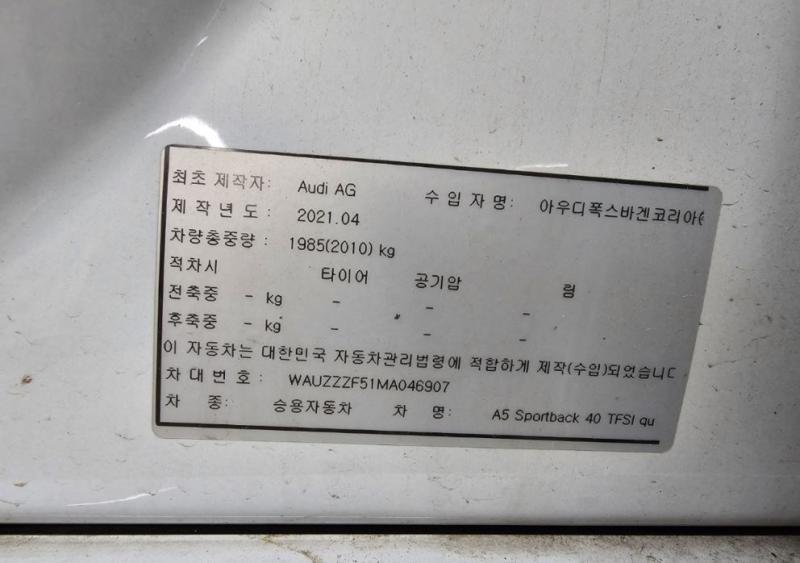 최초 제작자: Audi AG 수 입 자 명: 아우디폭스바겐코리아(
제 작 년 도 : 2021.04
차량총중량 : 1985(2010) kg
적차시 타이어 공기압 림
전축중 - kg - - -
후축중 - kg - - -
이 자동차는 대한민국 자동차관리법령에 적합하게 제작(수입)되었습니다
차 대 번 호 : WAUZZZF51MA046907
차 종: 승용자동차 차 명: A5 Sportback 40 TFSI qu